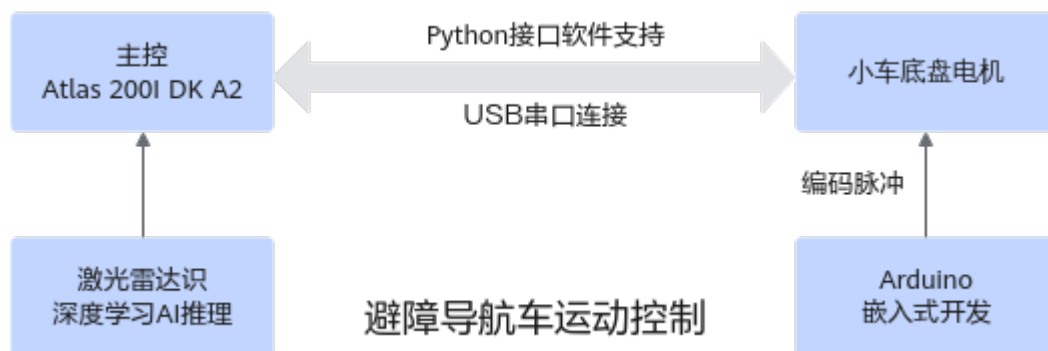 主控
Atlas 200I DK A2
Python接口软件支持
USB串口连接
小车底盘电机
编码脉冲
激光雷达识
深度学习AI推理
避障导航车运动控制
Arduino
嵌入式开发